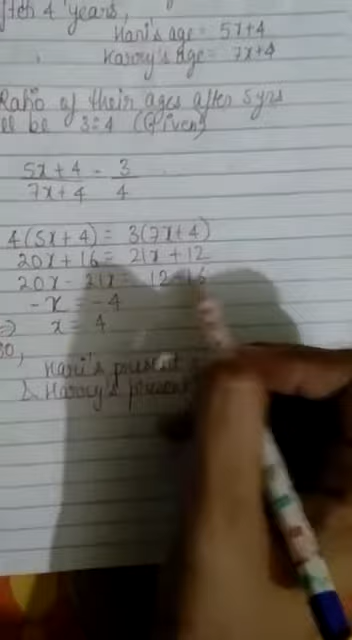 After 4 years,
Hari's age = 5x+4
Harry's Age = 7x+4
Ratio of their ages after 5yrs
will be 3:4 (Given)
5x+4 = 3
7x+4 4
4(5x+4) = 3(7x+4)
20x+16 = 21x+12
20x-21x = 12-16
-x = -4
=> x = 4
So,
Hari's present
& Harry's present